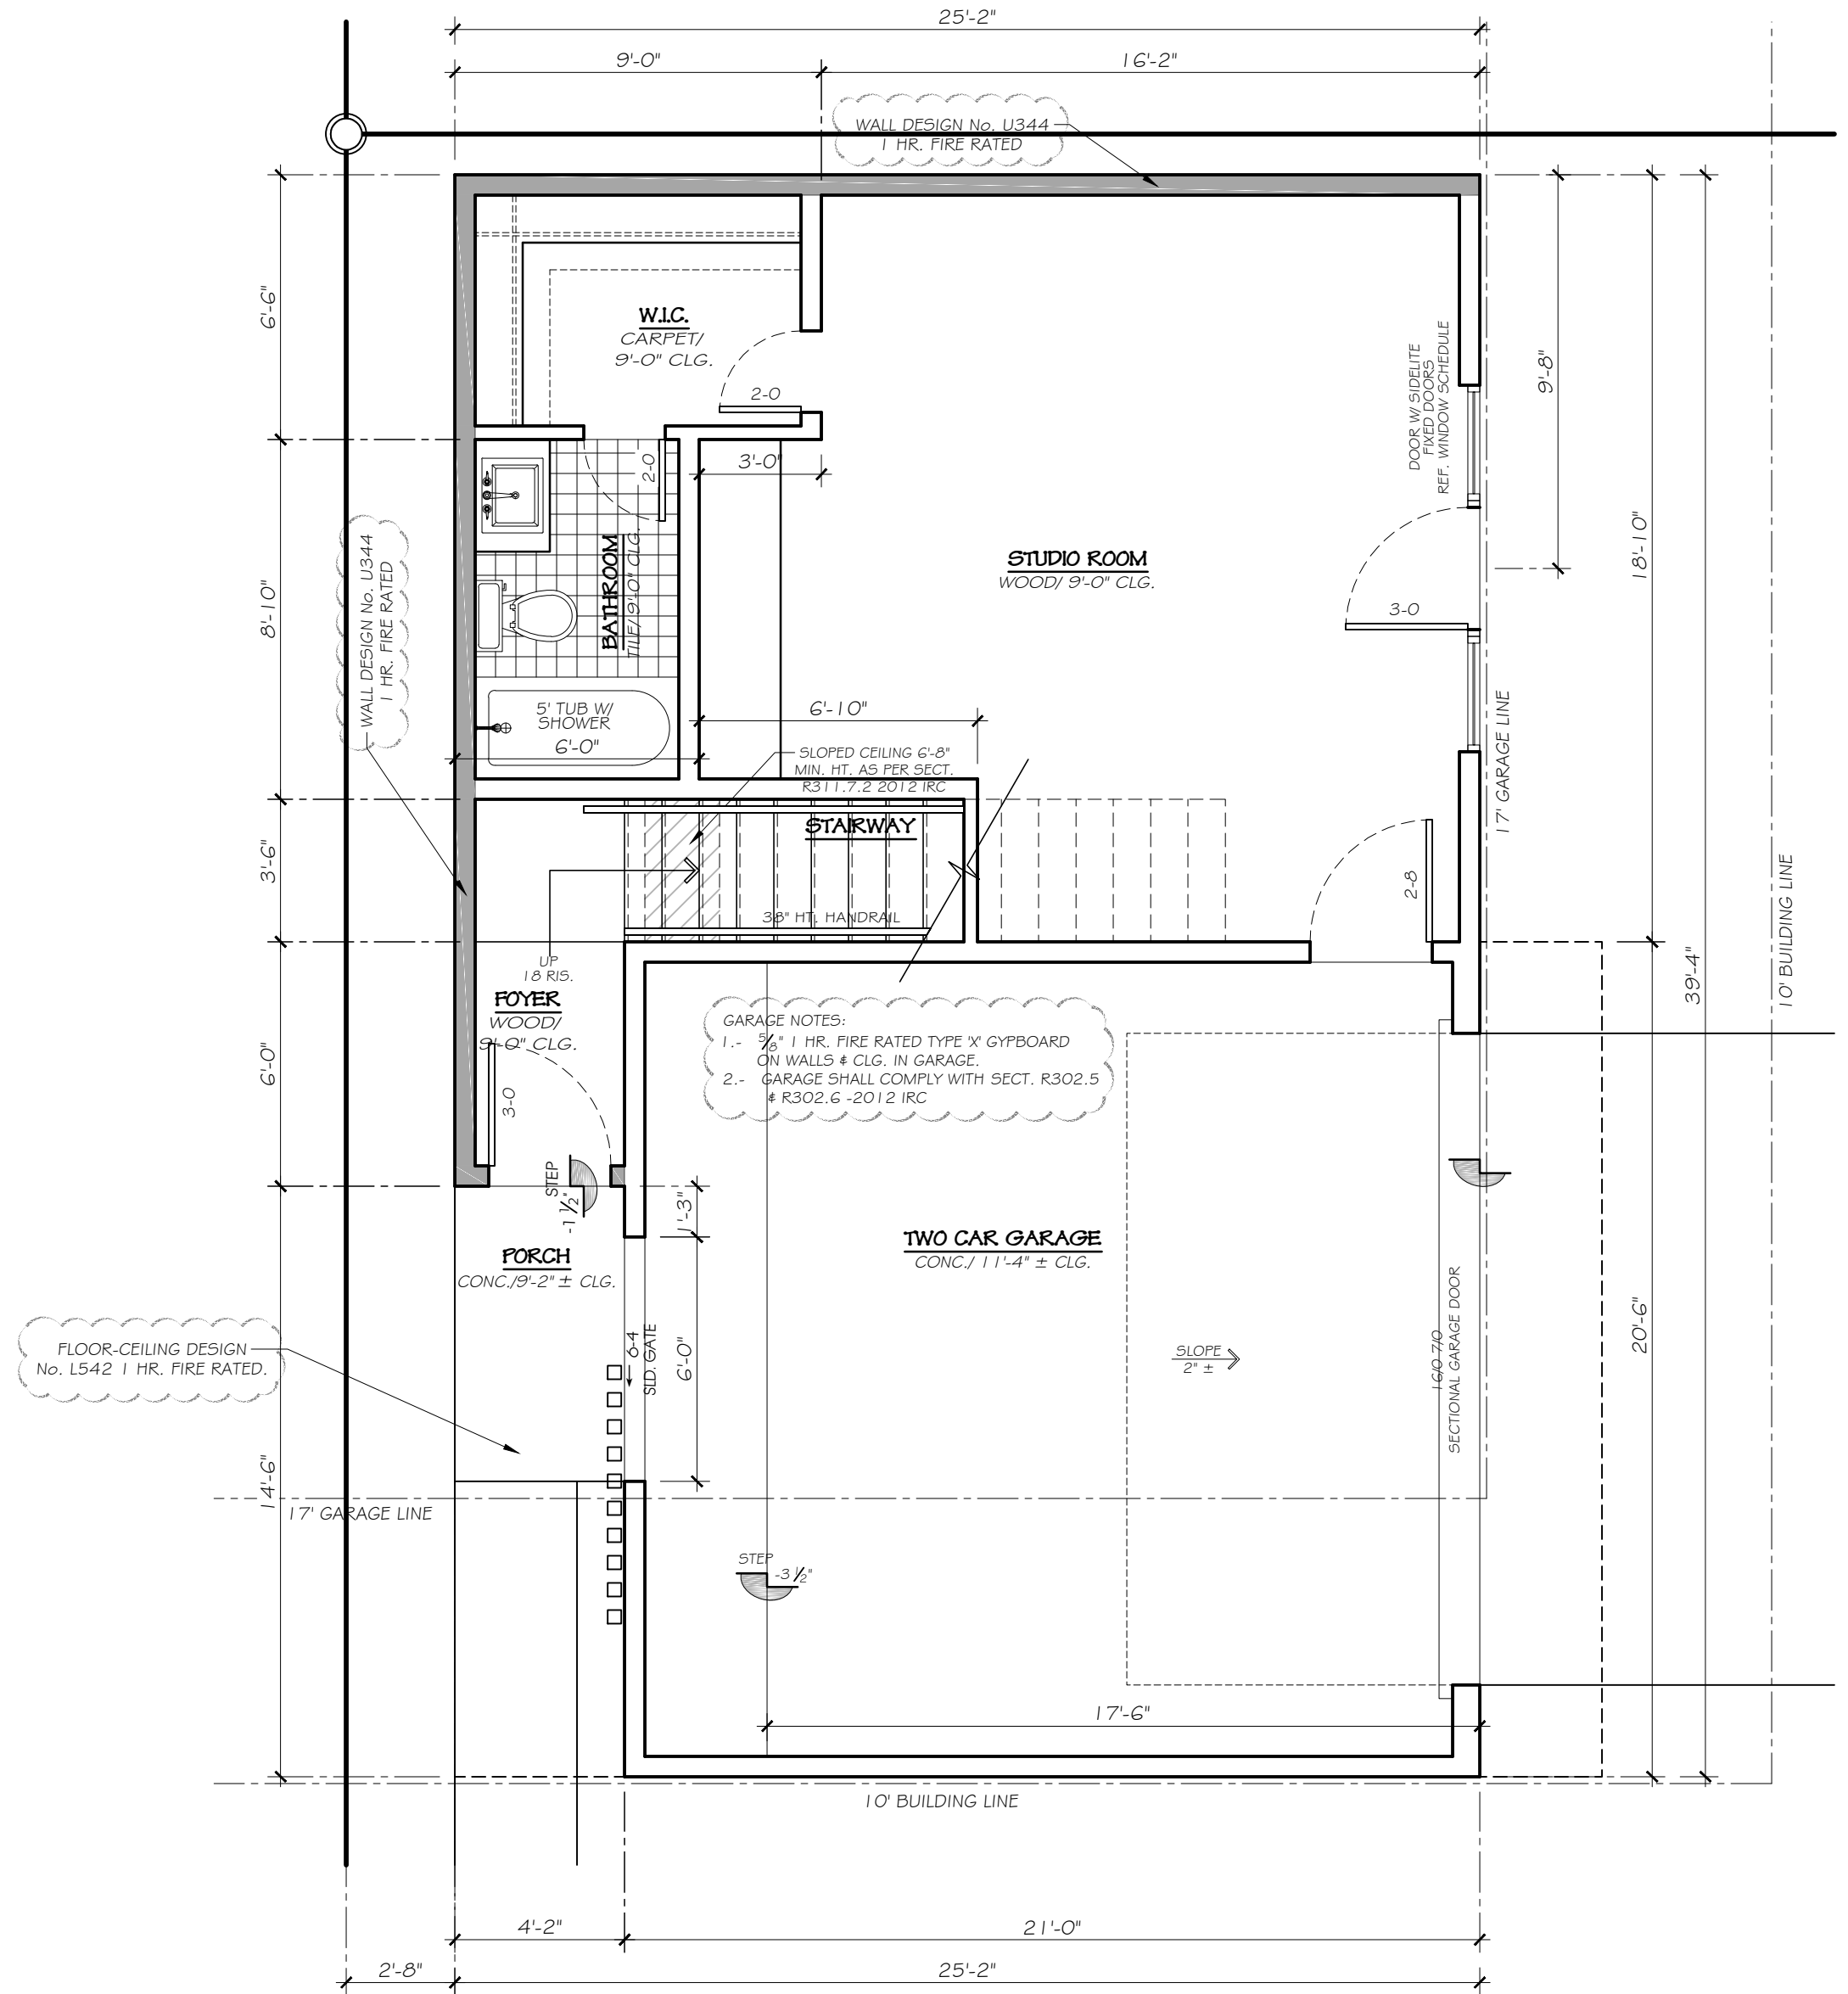 25'-2"
9'-0"
16'-2"
WALL DESIGN No. U344
1 HR. FIRE RATED
6'-6"
W.I.C.
CARPET/
9'-0" CLG.
2-0
DOOR W/ SIDELITE
FIXED DOORS
REF. WINDOW SCHEDULE
9'-8"
3'-0"
2-0
WALL DESIGN No. U344
1 HR. FIRE RATED
8'-10"
BATHROOM
TILE/ 9'-0" CLG.
STUDIO ROOM
WOOD/ 9'-0" CLG.
3-0
18'-10"
5' TUB W/
SHOWER
6'-0"
6'-10"
17' GARAGE LINE
SLOPED CEILING 6'-8"
MIN. HT. AS PER SECT.
R311.7.2 2012 IRC
STAIRWAY
3'-6"
38" HT. HANDRAIL
2-8
10' BUILDING LINE
UP
18 RIS.
39'-4"
FOYER
WOOD/
9'-0" CLG.
6'-0"
3-0
GARAGE NOTES:
1.- 5/8" 1 HR. FIRE RATED TYPE 'X' GYPBOARD
ON WALLS & CLG. IN GARAGE.
2.- GARAGE SHALL COMPLY WITH SECT. R302.5
& R302.6 -2012 IRC
STEP
-1 1/2"
1'-3"
PORCH
CONC./9'-2" ± CLG.
TWO CAR GARAGE
CONC./ 11'-4" ± CLG.
FLOOR-CEILING DESIGN
No. L542 1 HR. FIRE RATED.
6-4
SLD. GATE
6'-0"
SLOPE
2" ±
16/0 7/0
SECTIONAL GARAGE DOOR
20'-6"
14'-6"
17' GARAGE LINE
STEP
-3 1/2"
17'-6"
10' BUILDING LINE
4'-2"
21'-0"
2'-8"
25'-2"